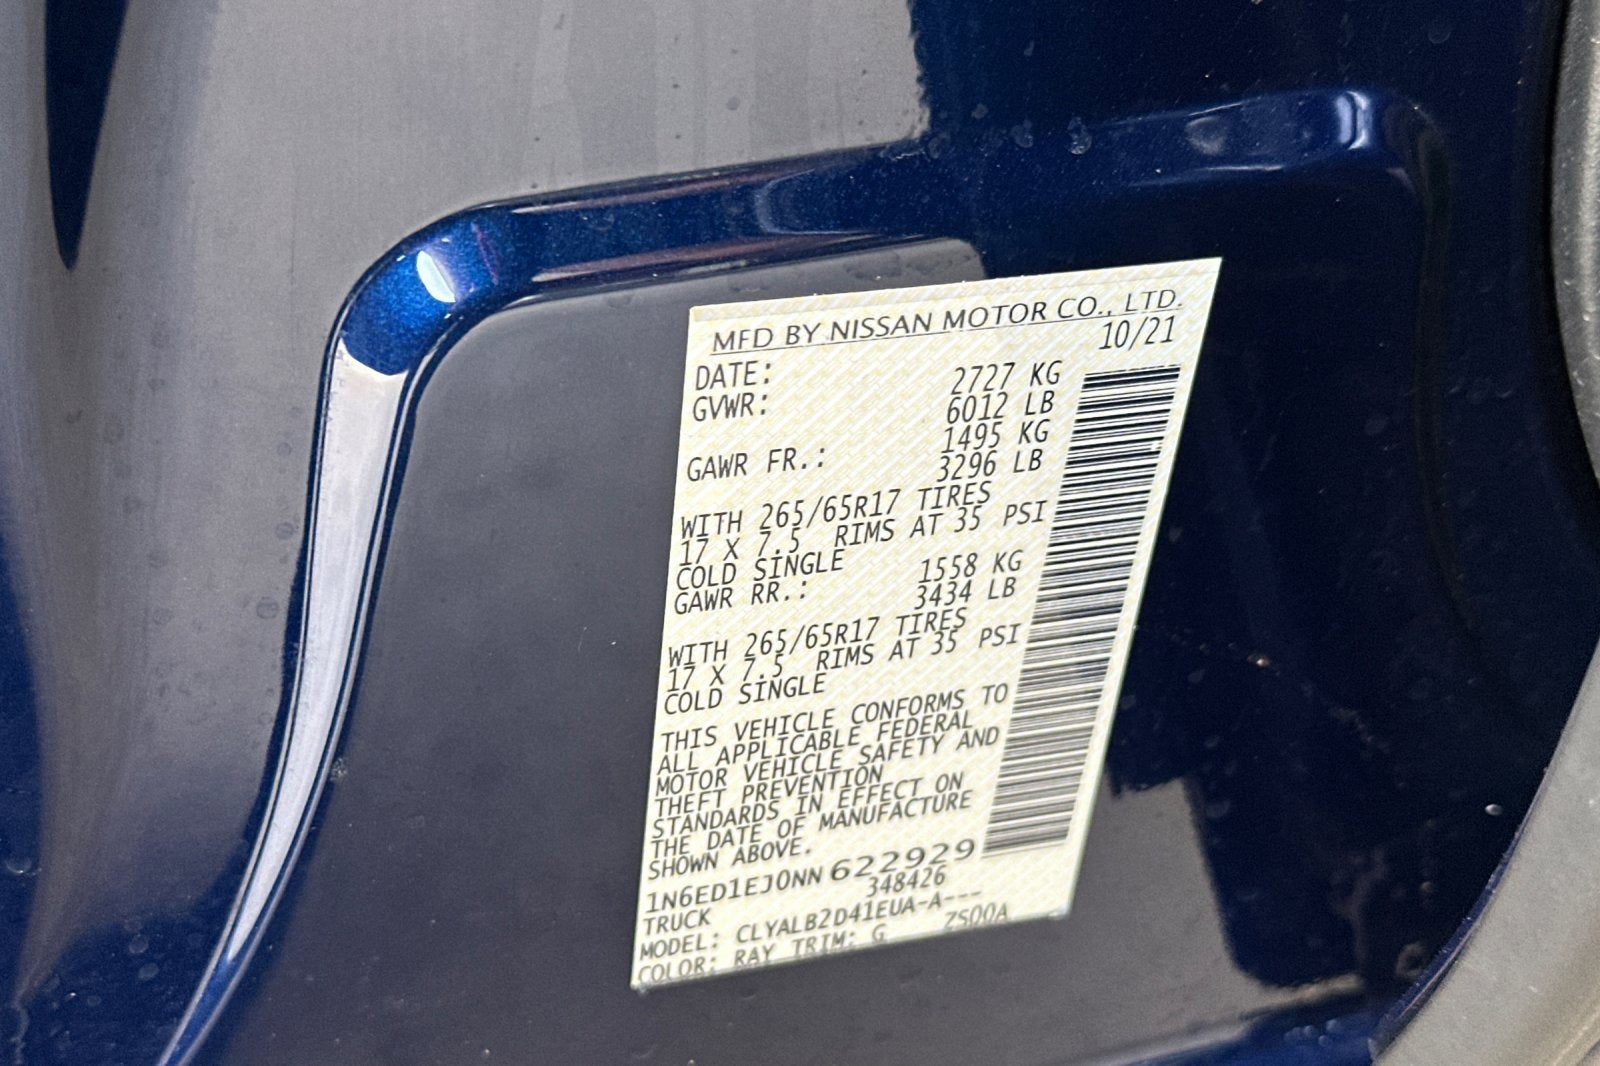 MFD BY NISSAN MOTOR CO., LTD.
DATE: 10/21
GVWR: 2727 KG
6012 LB
GAWR FR.: 1495 KG
3296 LB
WITH 265/65R17 TIRES
17 X 7.5 RIMS AT 35 PSI
COLD SINGLE
GAWR RR.: 1558 KG
3434 LB
WITH 265/65R17 TIRES
17 X 7.5 RIMS AT 35 PSI
COLD SINGLE
THIS VEHICLE CONFORMS TO
ALL APPLICABLE FEDERAL
MOTOR VEHICLE SAFETY AND
THEFT PREVENTION
STANDARDS IN EFFECT ON
THE DATE OF MANUFACTURE
SHOWN ABOVE.
1N6ED1EJ0NN 622929
TRUCK 348426
MODEL: CLYALB2D41EUA-A---
COLOR: RAY TRIM: G ZS00A